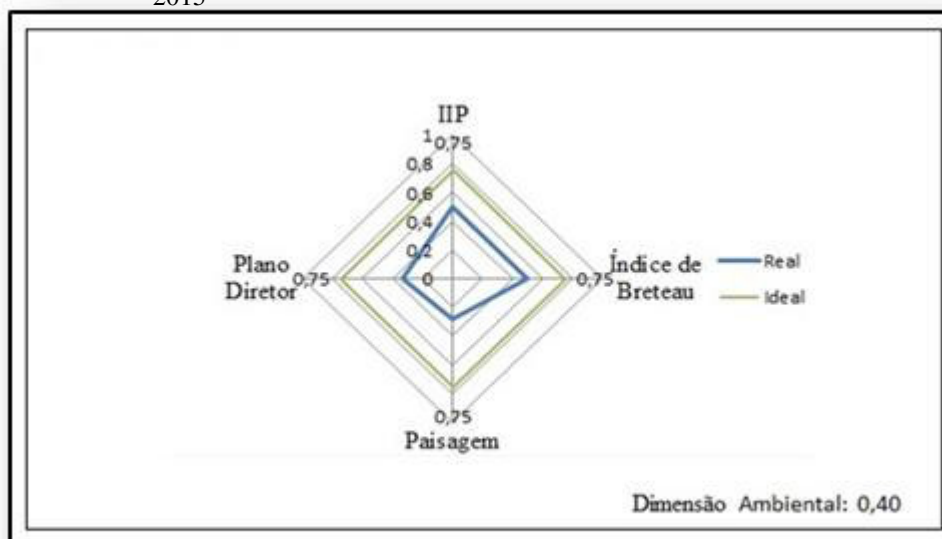 2015
IIP
1
0,75
0,8
0,6
0,4
0,2
0
Plano
Diretor
0,75
0,75
Índice de
Breteau
Real
Ideal
0,75
Paisagem
Dimensão Ambiental: 0,40